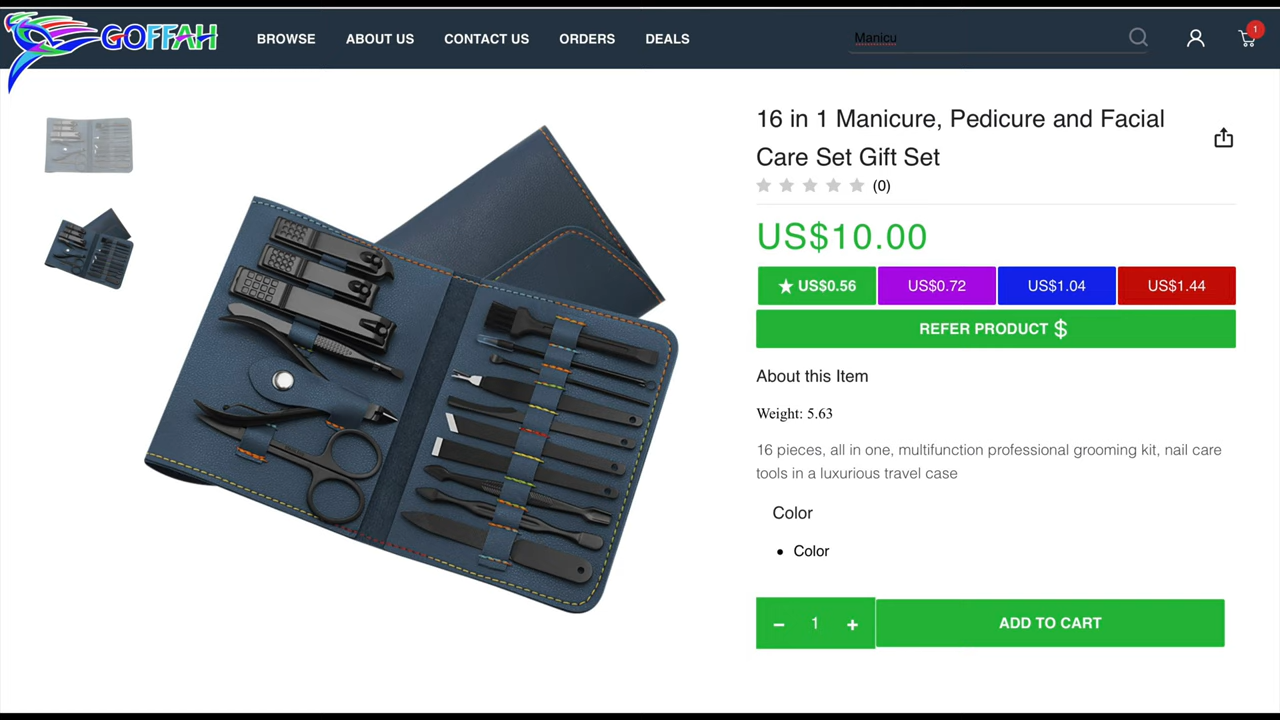 GOFFAH
BROWSE
ABOUT US
CONTACT US
ORDERS
DEALS
Manicu
1
16 in 1 Manicure, Pedicure and Facial
Care Set Gift Set
(0)
US$10.00
★ US$0.56
US$0.72
US$1.04
US$1.44
REFER PRODUCT $
About this Item
Weight: 5.63
16 pieces, all in one, multifunction professional grooming kit, nail care
tools in a luxurious travel case
Color
• Color
− 1 +
ADD TO CART